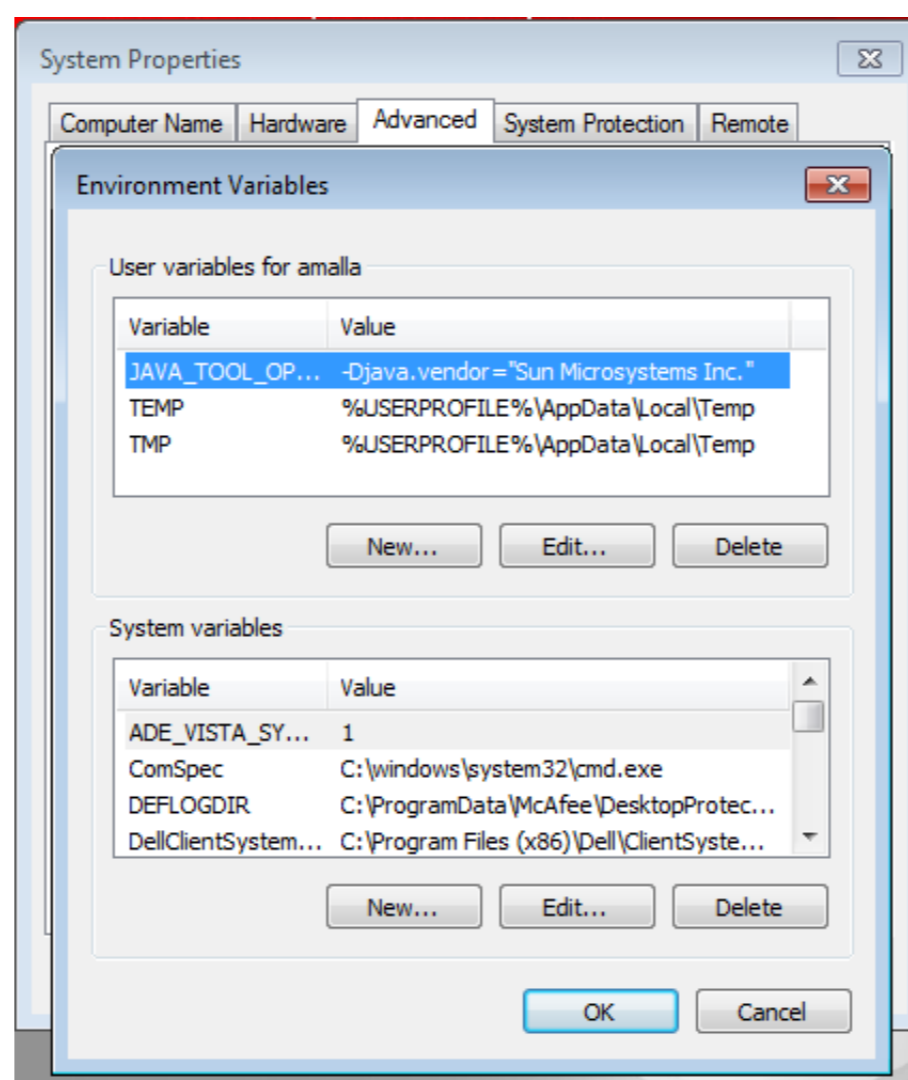 System Properties
Computer Name Hardware Advanced System Protection Remote
Environment Variables
User variables for amalla
Variable Value
JAVA_TOOL_OP... -Djava.vendor="Sun Microsystems Inc."
TEMP %USERPROFILE%\AppData\Local\Temp
TMP %USERPROFILE%\AppData\Local\Temp
New... Edit... Delete
System variables
Variable Value
ADE_VISTA_SY... 1
ComSpec C:\windows\system32\cmd.exe
DEFLOGDIR C:\ProgramData\McAfee\DesktopProtec...
DellClientSystem... C:\Program Files (x86)\Dell\ClientSyste...
New... Edit... Delete
OK Cancel